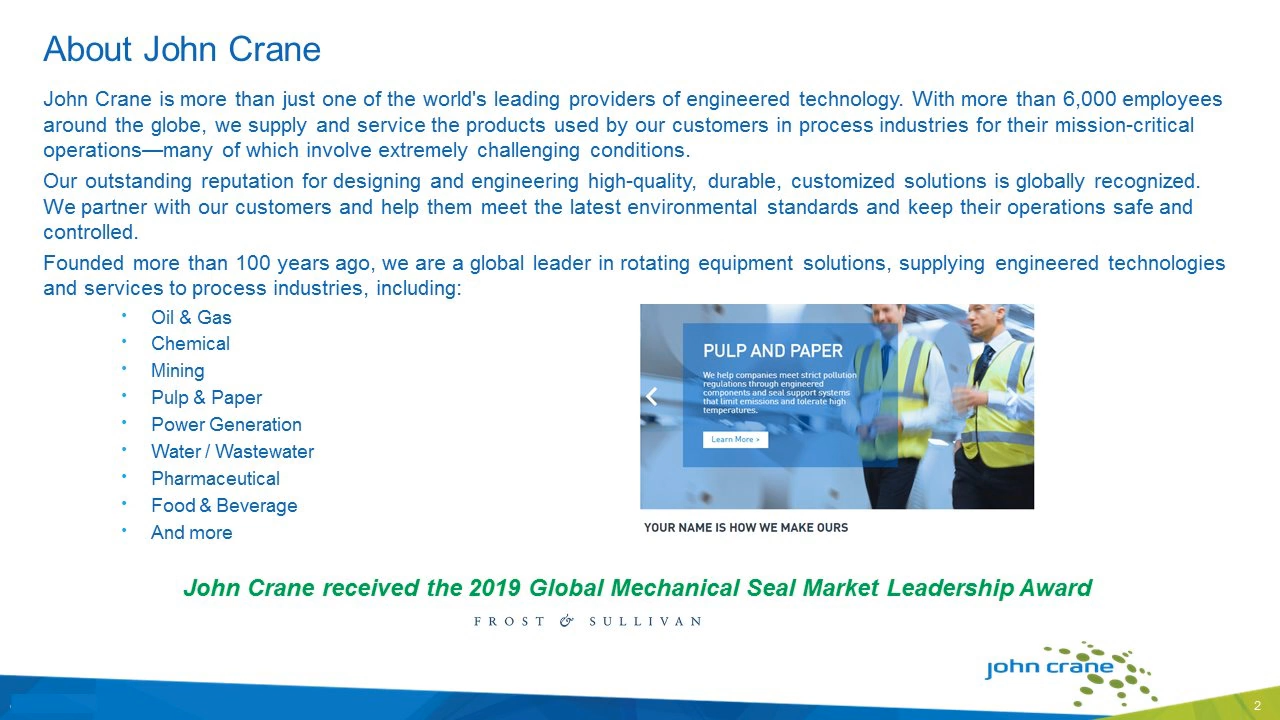 About John Crane
John Crane is more than just one of the world's leading providers of engineered technology. With more than 6,000 employees
around the globe, we supply and service the products used by our customers in process industries for their mission-critical
operations—many of which involve extremely challenging conditions.
Our outstanding reputation for designing and engineering high-quality, durable, customized solutions is globally recognized.
We partner with our customers and help them meet the latest environmental standards and keep their operations safe and
controlled.
Founded more than 100 years ago, we are a global leader in rotating equipment solutions, supplying engineered technologies
and services to process industries, including:
• Oil & Gas
• Chemical
• Mining
• Pulp & Paper
• Power Generation
• Water / Wastewater
• Pharmaceutical
• Food & Beverage
• And more
PULP AND PAPER
We help companies meet strict pollution
regulations through engineered
components and seal support systems
that limit emissions and tolerate high
temperatures.
Learn More >
YOUR NAME IS HOW WE MAKE OURS
John Crane received the 2019 Global Mechanical Seal Market Leadership Award
FROST & SULLIVAN
john crane
2